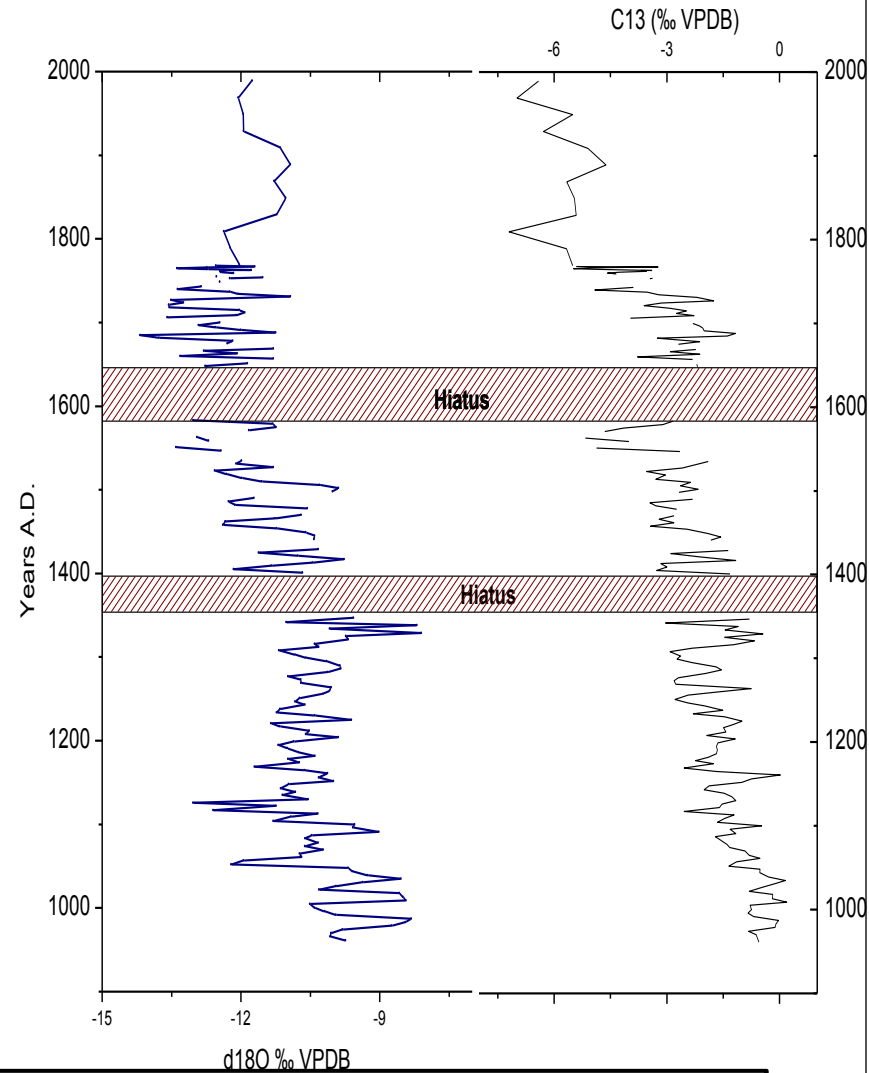 C13 (‰ VPDB)
-6 -3 0
2000 2000
1800 1800
Hiatus
1600 1600
Years A.D.
1400 1400
Hiatus
1200 1200
1000 1000
-15 -12 -9
d18O ‰ VPDB